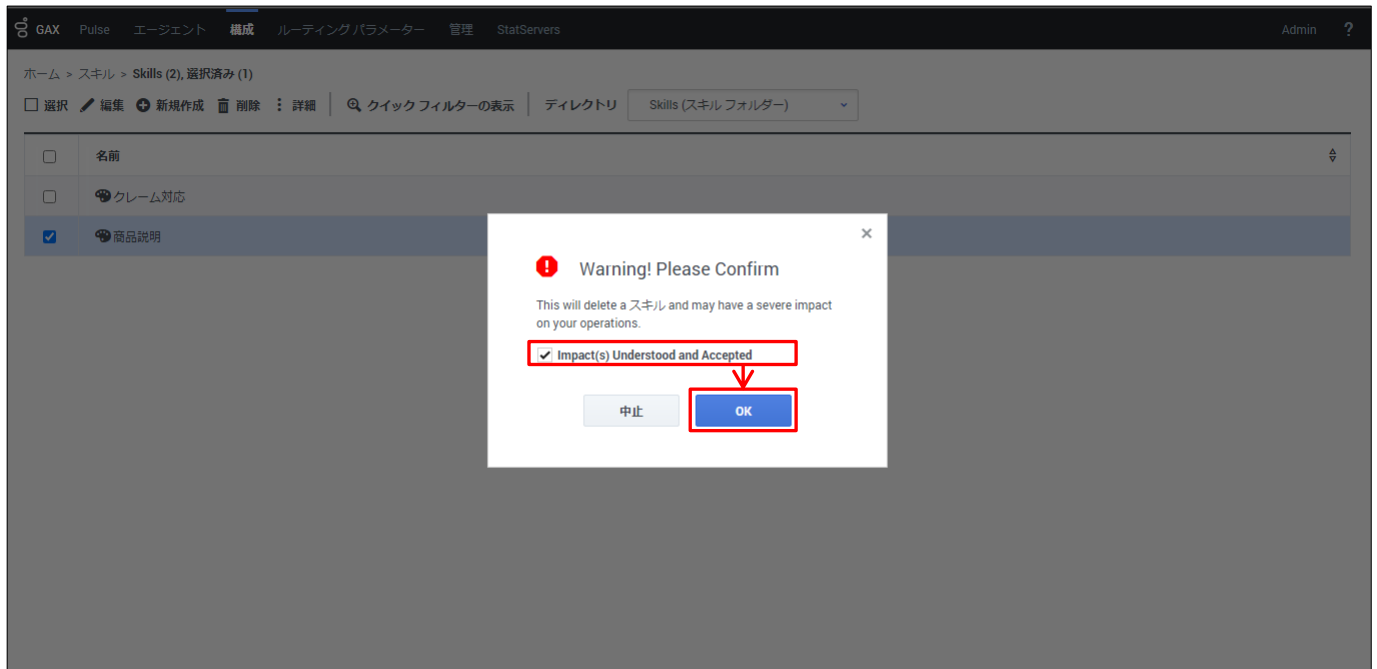 GAX Pulse エージェント 構成 ルーティング パラメーター 管理 StatServers Admin ?
ホーム > スキル > Skills (2), 選択済み (1)
選択 編集 新規作成 削除 詳細 クイック フィルターの表示 ディレクトリ Skills (スキル フォルダー)
名前
クレーム対応
商品説明
Warning! Please Confirm
This will delete a スキル and may have a severe impact
on your operations.
Impact(s) Understood and Accepted
中止 OK